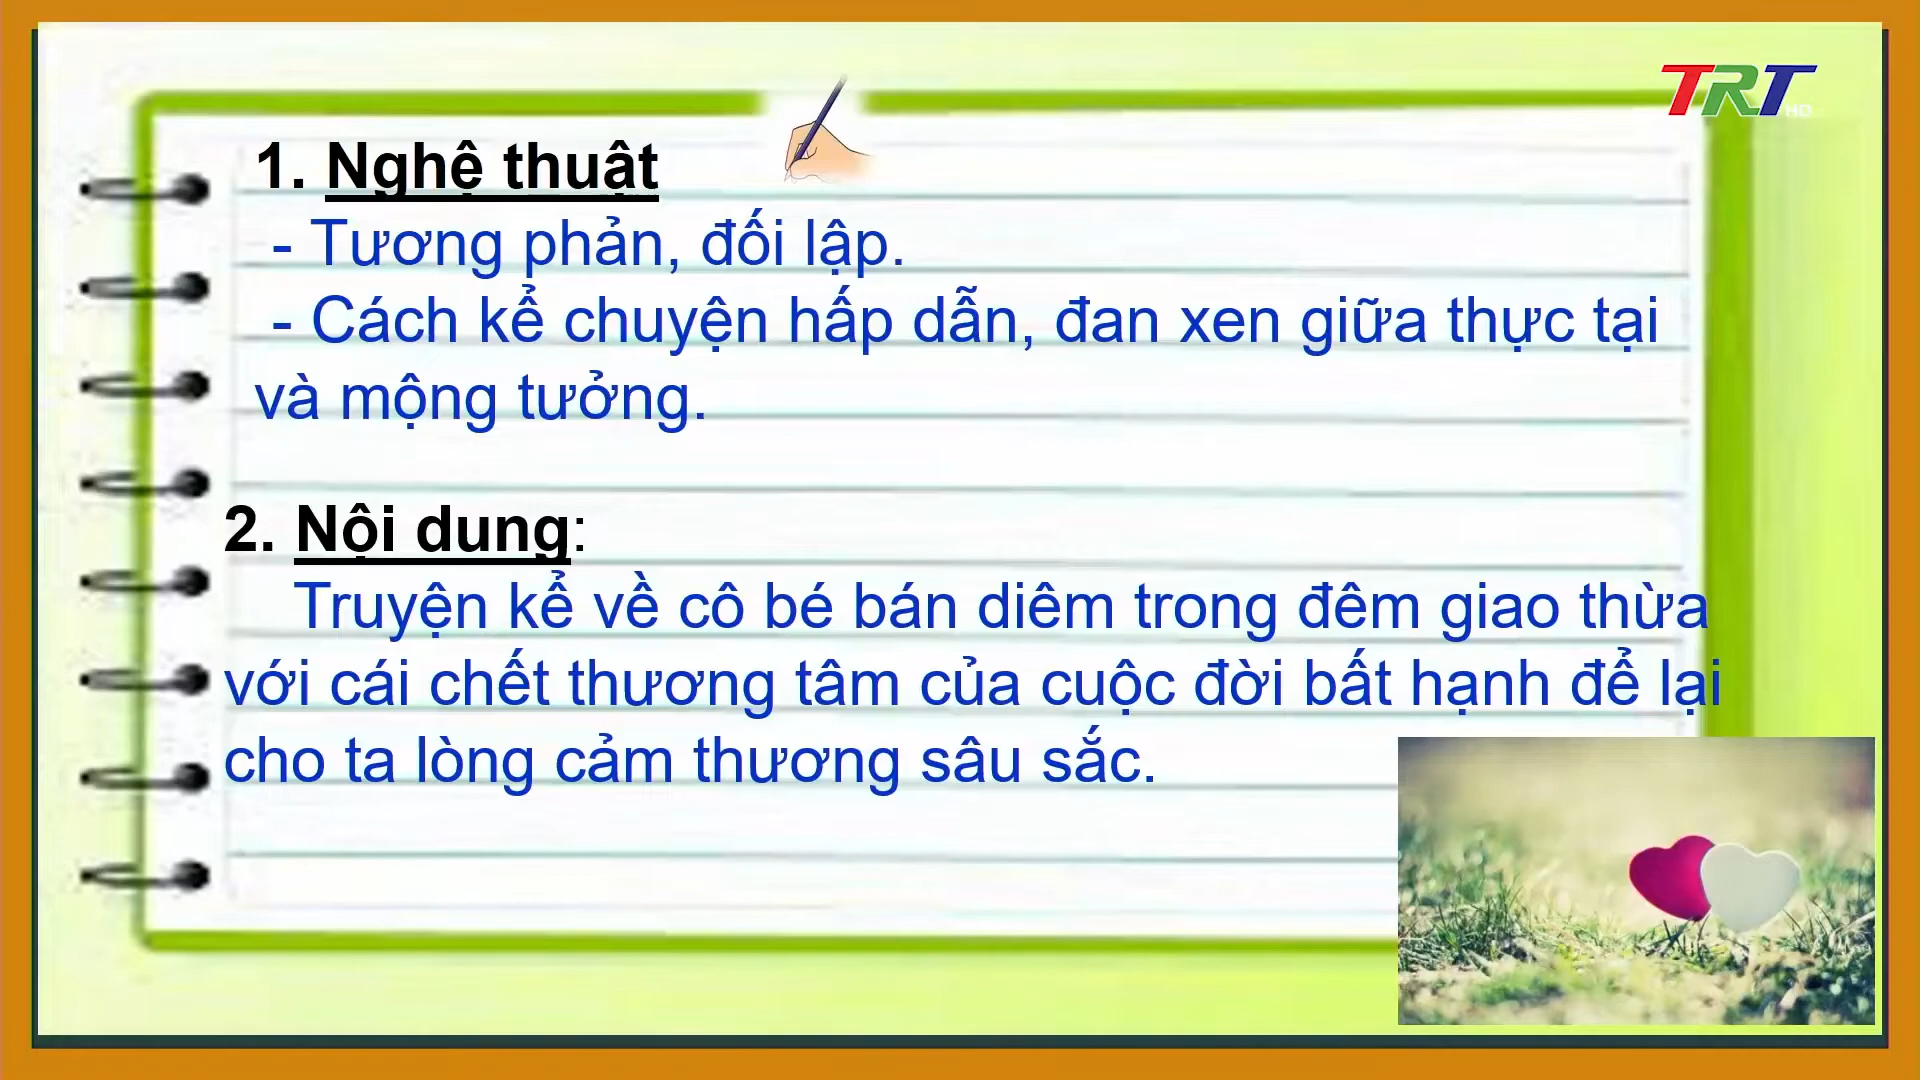 TRT HD
1. Nghệ thuật
- Tương phản, đối lập.
- Cách kể chuyện hấp dẫn, đan xen giữa thực tại
và mộng tưởng.
2. Nội dung:
Truyện kể về cô bé bán diêm trong đêm giao thừa
với cái chết thương tâm của cuộc đời bất hạnh để lại
cho ta lòng cảm thương sâu sắc.